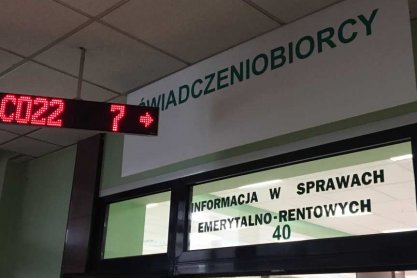 ŚWIADCZENIOBIORCY
C022 7 →
INFORMACJA W SPRAWACH
EMERYTALNO-RENTOWYCH
40